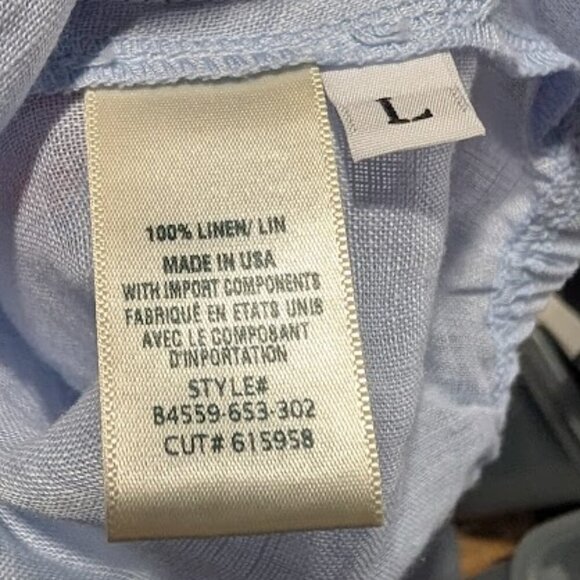 L
100% LINEN/ LIN
MADE IN USA
WITH IMPORT COMPONENTS
FABRIQUE EN ETATS UNIS
AVEC LE COMPOSANT
D'INPORTATION
STYLE#
B4559-653-302
CUT# 615958